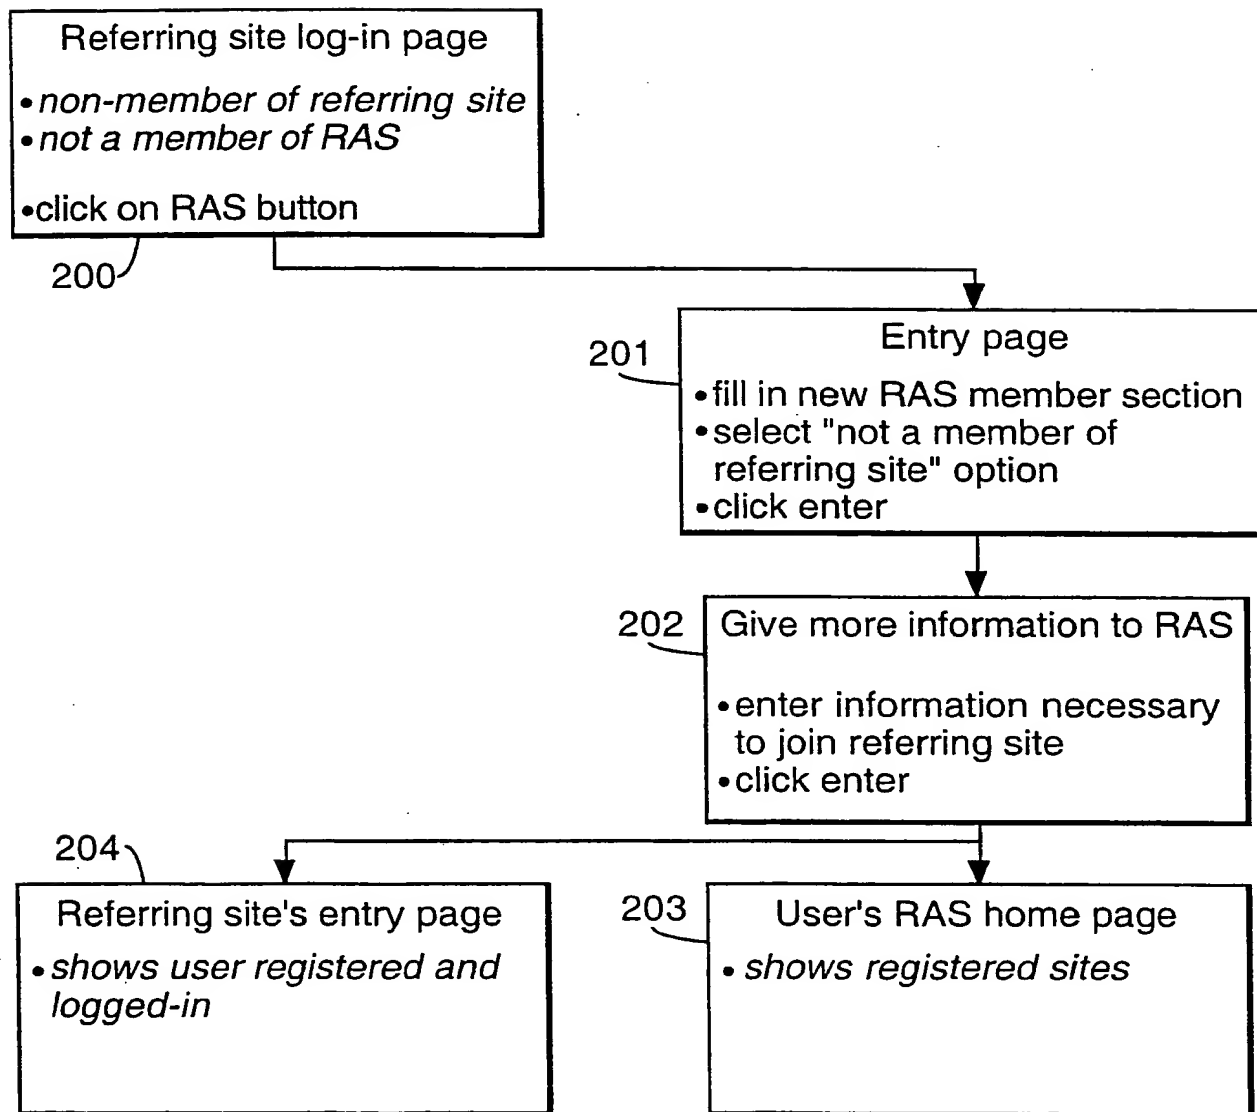 Referring site log-in page
•non-member of referring site
•not a member of RAS
•click on RAS button
200
201
Entry page
•fill in new RAS member section
•select "not a member of
referring site" option
•click enter
202
Give more information to RAS
•enter information necessary
to join referring site
•click enter
204
Referring site's entry page
•shows user registered and
logged-in
203
User's RAS home page
•shows registered sites